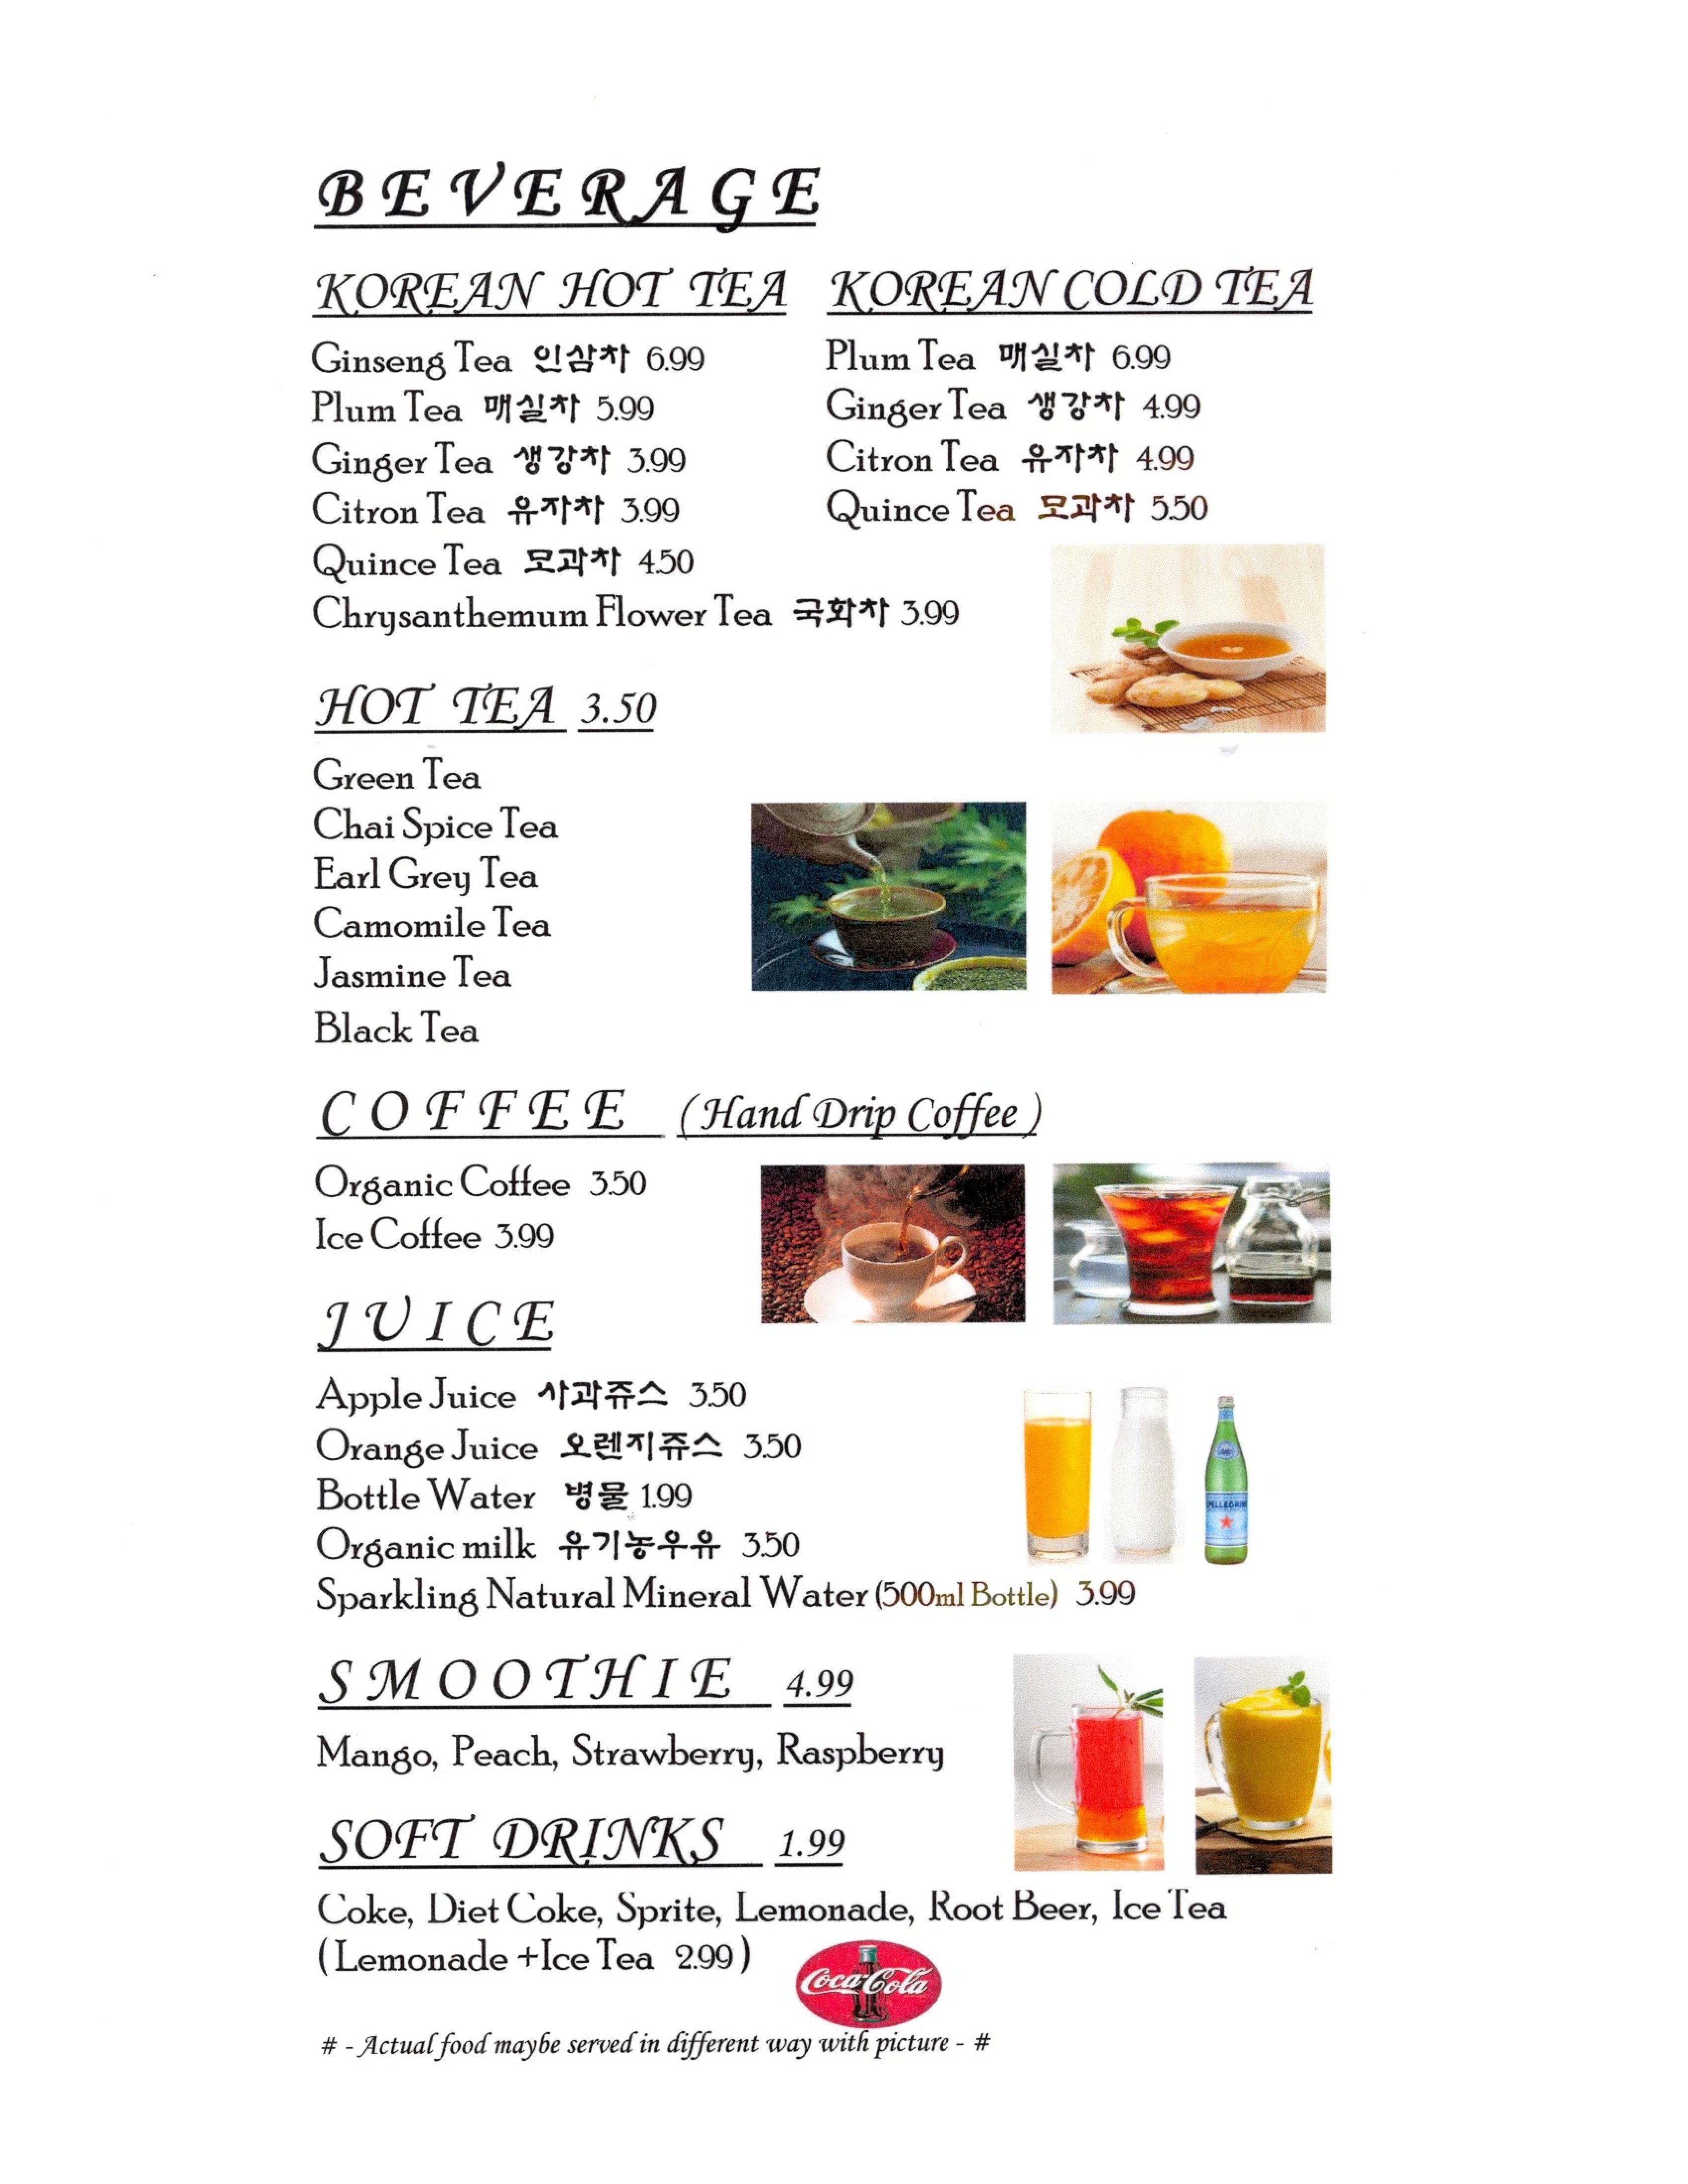 BEVERAGE
KOREAN HOT TEA
Ginseng Tea 인삼차 6.99
Plum Tea 매실차 5.99
Ginger Tea 생강차 3.99
Citron Tea 유자차 3.99
Quince Tea 모과차 4.50
Chrysanthemum Flower Tea 국화차 3.99
KOREAN COLD TEA
Plum Tea 매실차 6.99
Ginger Tea 생강차 4.99
Citron Tea 유자차 4.99
Quince Tea 모과차 5.50
HOT TEA 3.50
Green Tea
Chai Spice Tea
Earl Grey Tea
Camomile Tea
Jasmine Tea
Black Tea
COFFEE (Hand Drip Coffee)
Organic Coffee 3.50
Ice Coffee 3.99
JUICE
Apple Juice 사과쥬스 3.50
Orange Juice 오렌지쥬스 3.50
Bottle Water 병물 1.99
Organic milk 유기농우유 3.50
Sparkling Natural Mineral Water (500ml Bottle) 3.99
SMOOTHIE 4.99
Mango, Peach, Strawberry, Raspberry
SOFT DRINKS 1.99
Coke, Diet Coke, Sprite, Lemonade, Root Beer, Ice Tea
(Lemonade +Ice Tea 2.99)
Coca-Cola
# - Actual food maybe served in different way with picture - #